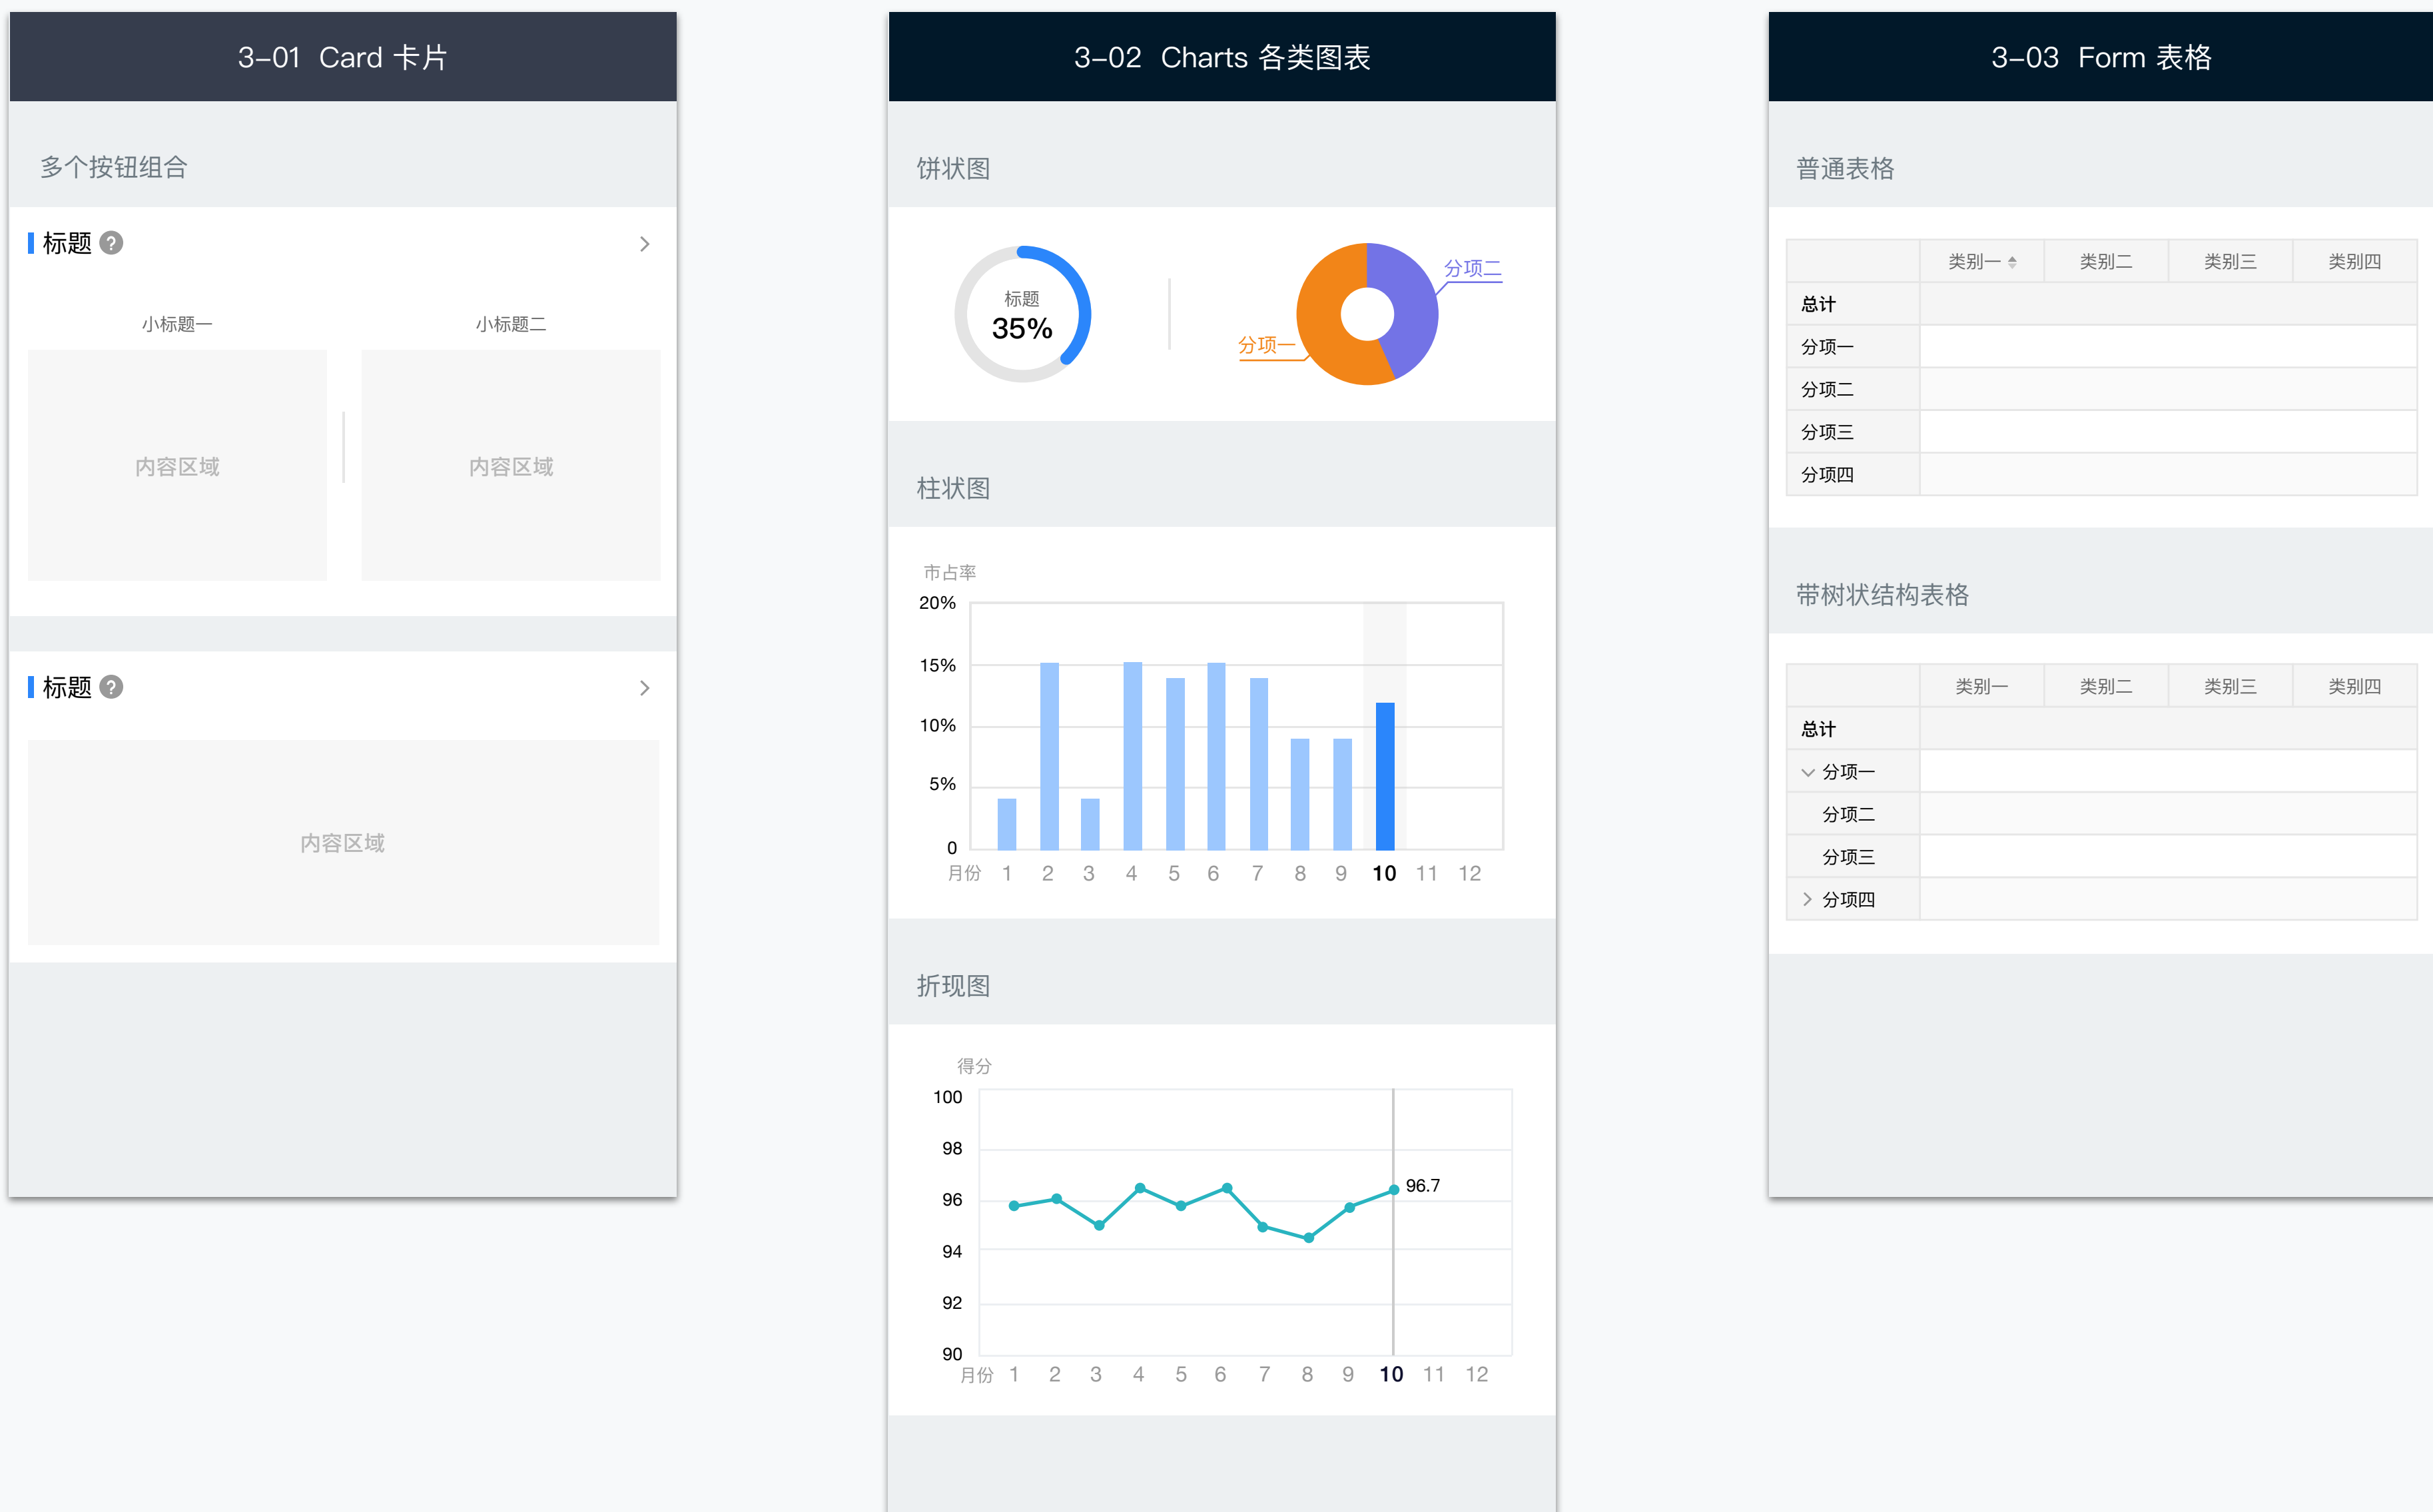 3-01 Card 卡片
多个按钮组合
标题 ?
小标题一 小标题二
内容区域 内容区域
标题 ?
内容区域
3-02 Charts 各类图表
饼状图
标题
35%
分项二
分项一
柱状图
市占率
20%
15%
10%
5%
0
月份 1 2 3 4 5 6 7 8 9 10 11 12
折现图
得分
100
98
96
94
92
90
96.7
月份 1 2 3 4 5 6 7 8 9 10 11 12
3-03 Form 表格
普通表格
类别一 类别二 类别三 类别四
总计
分项一
分项二
分项三
分项四
带树状结构表格
类别一 类别二 类别三 类别四
总计
分项一
分项二
分项三
分项四